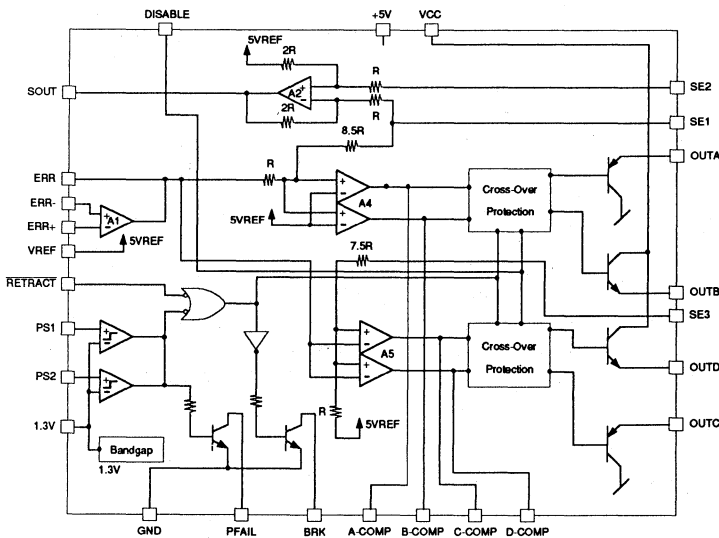 DISABLE
+5V
VCC
5VREF
2R
SOUT
A2
+
−
R
R
SE2
2R
SE1
8.5R
OUTA
ERR
R
+
−
A4
+
−
Cross-Over
Protection
ERR-
A1
ERR+
5VREF
VREF
5VREF
7.5R
RETRACT
OUTB
SE3
PS1
+
−
A5
+
−
Cross-Over
Protection
OUTD
PS2
R
5VREF
OUTC
1.3V
Bandgap
1.3V
GND
PFAIL
BRK
A-COMP
B-COMP
C-COMP
D-COMP